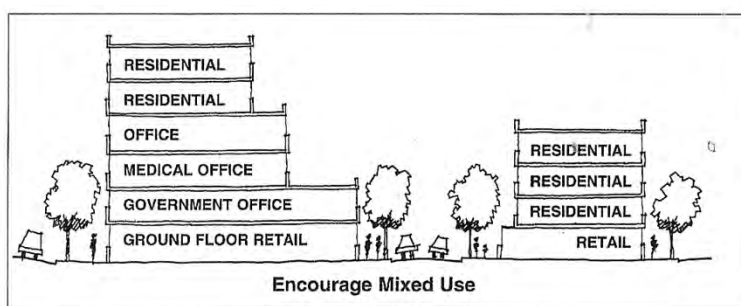 RESIDENTIAL
RESIDENTIAL
OFFICE
MEDICAL OFFICE
GOVERNMENT OFFICE
GROUND FLOOR RETAIL
RESIDENTIAL
RESIDENTIAL
RESIDENTIAL
RETAIL
Encourage Mixed Use